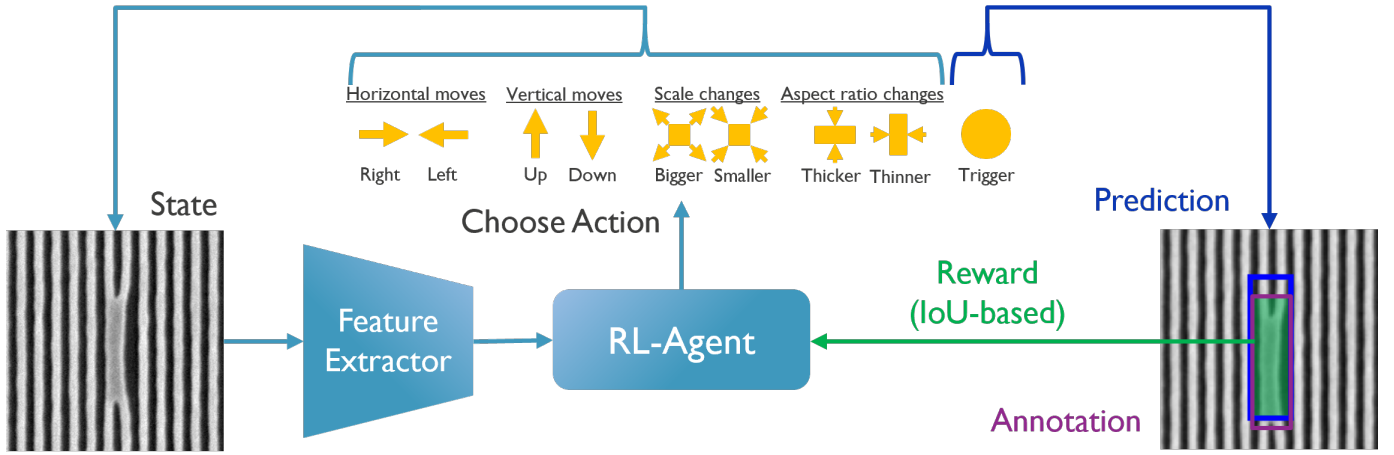 Horizontal moves
Vertical moves
Scale changes
Aspect ratio changes
Right
Left
Up
Down
Bigger
Smaller
Thicker
Thinner
Trigger
State
Choose Action
Prediction
Feature
Extractor
RL-Agent
Reward
(IoU-based)
Annotation